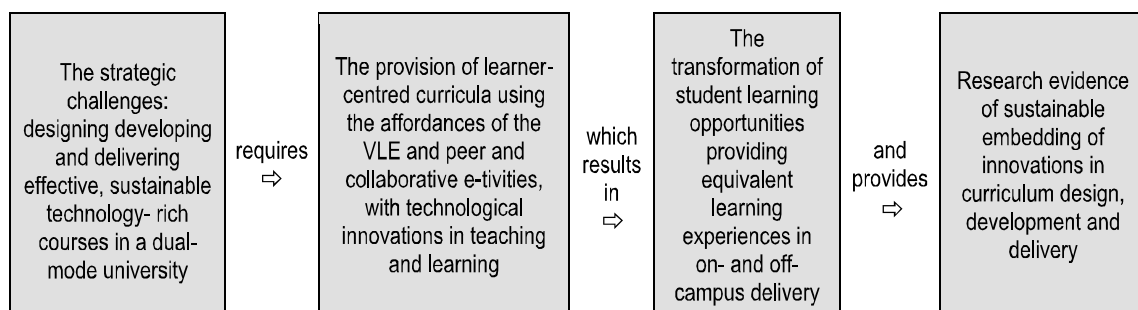 The strategic
challenges:
designing developing
and delivering
effective, sustainable
technology- rich
courses in a dual-
mode university
requires
⇨
The provision of learner-
centred curricula using
the affordances of the
VLE and peer and
collaborative e-tivities,
with technological
innovations in teaching
and learning
which
results
in
⇨
The
transformation of
student learning
opportunities
providing
equivalent
learning
experiences in
on- and off-
campus delivery
and
provides
⇨
Research evidence
of sustainable
embedding of
innovations in
curriculum design,
development and
delivery